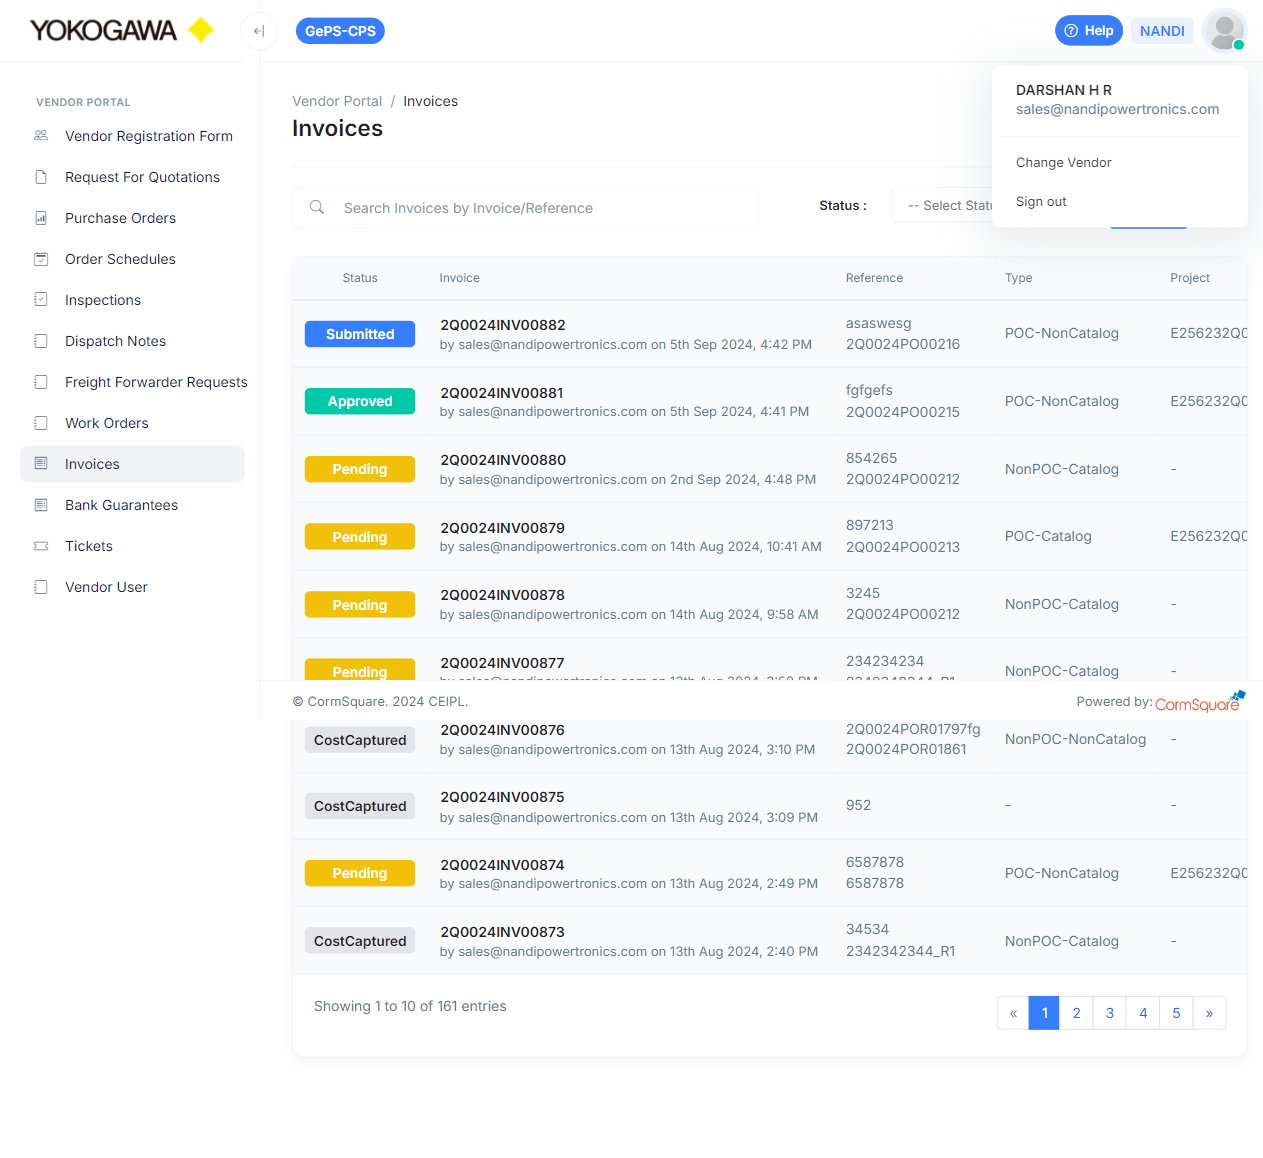 YOKOGAWA
GePS-CPS
Help
NANDI
DARSHAN H R
sales@nandipowertronics.com
Change Vendor
Sign out
VENDOR PORTAL
Vendor Registration Form
Request For Quotations
Purchase Orders
Order Schedules
Inspections
Dispatch Notes
Freight Forwarder Requests
Work Orders
Invoices
Bank Guarantees
Tickets
Vendor User
Vendor Portal / Invoices
Invoices
Search Invoices by Invoice/Reference
Status :
-- Select Statu
Status Invoice Reference Type Project
Submitted
2Q0024INV00882
by sales@nandipowertronics.com on 5th Sep 2024, 4:42 PM
asaswesg
2Q0024PO00216
POC-NonCatalog
E256232Q0
Approved
2Q0024INV00881
by sales@nandipowertronics.com on 5th Sep 2024, 4:41 PM
fgfgefs
2Q0024PO00215
POC-NonCatalog
E256232Q0
Pending
2Q0024INV00880
by sales@nandipowertronics.com on 2nd Sep 2024, 4:48 PM
854265
2Q0024PO00212
NonPOC-Catalog
-
Pending
2Q0024INV00879
by sales@nandipowertronics.com on 14th Aug 2024, 10:41 AM
897213
2Q0024PO00213
POC-Catalog
E256232Q0
Pending
2Q0024INV00878
by sales@nandipowertronics.com on 14th Aug 2024, 9:58 AM
3245
2Q0024PO00212
NonPOC-Catalog
-
Pending
2Q0024INV00877
234234234
NonPOC-Catalog
-
© CormSquare. 2024 CEIPL.
Powered by: CormSquare
CostCaptured
2Q0024INV00876
by sales@nandipowertronics.com on 13th Aug 2024, 3:10 PM
2Q0024POR01797fg
2Q0024POR01861
NonPOC-NonCatalog
-
CostCaptured
2Q0024INV00875
by sales@nandipowertronics.com on 13th Aug 2024, 3:09 PM
952
-
-
Pending
2Q0024INV00874
by sales@nandipowertronics.com on 13th Aug 2024, 2:49 PM
6587878
6587878
POC-NonCatalog
E256232Q0
CostCaptured
2Q0024INV00873
by sales@nandipowertronics.com on 13th Aug 2024, 2:40 PM
34534
2342342344_R1
NonPOC-Catalog
-
Showing 1 to 10 of 161 entries
« 1 2 3 4 5 »